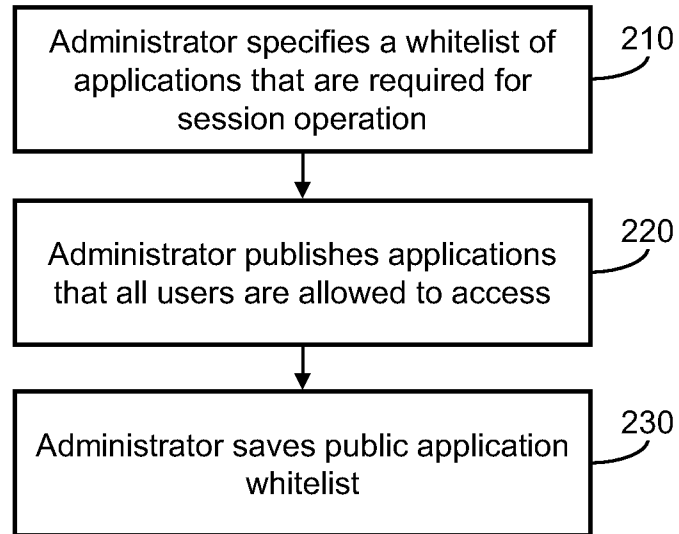 Administrator specifies a whitelist of
applications that are required for
session operation
210
Administrator publishes applications
that all users are allowed to access
220
Administrator saves public application
whitelist
230